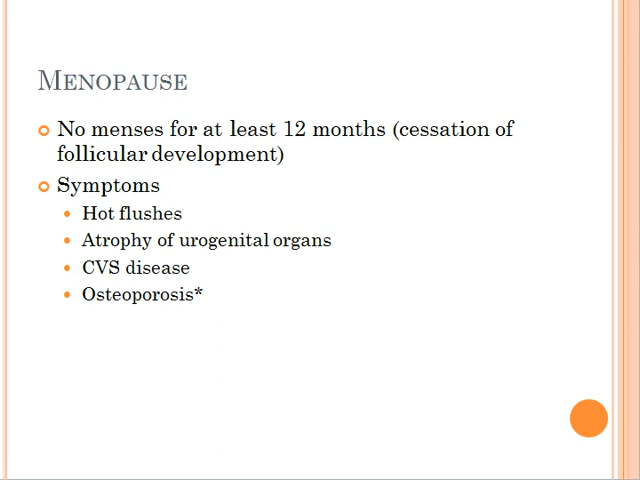 Menopause
No menses for at least 12 months (cessation of
follicular development)
Symptoms
Hot flushes
Atrophy of urogenital organs
CVS disease
Osteoporosis*